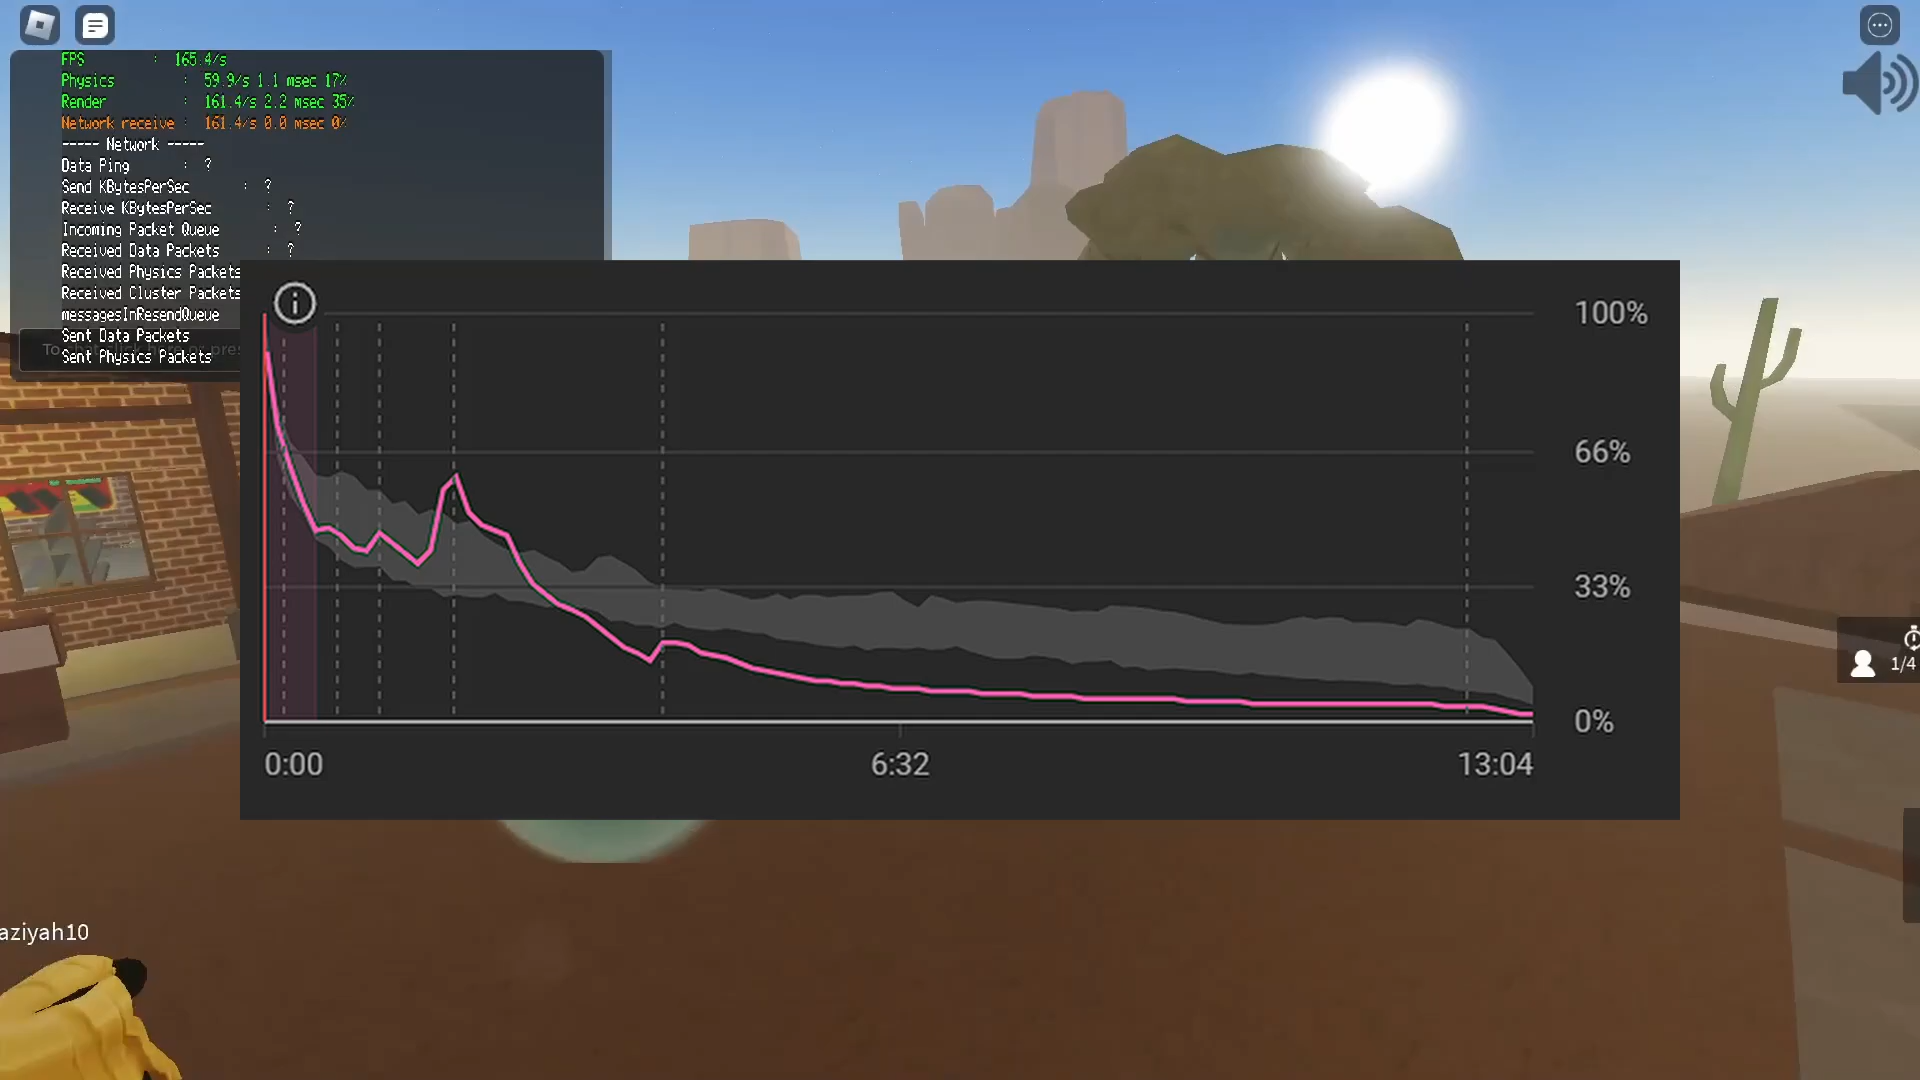 FPS : 165.4/s
Physics : 59.9/s 1.1 msec 17%
Render : 161.4/s 2.2 msec 35%
Network receive : 161.4/s 0.0 msec 0%
----- Network -----
Data Ping : ?
Send KBytesPerSec : ?
Receive KBytesPerSec : ?
Incoming Packet Queue : ?
Received Data Packets : ?
Received Physics Packets
Received Cluster Packets
messagesInResendQueue
Sent Data Packets
Sent Physics Packets
100%
66%
33%
0%
0:00 6:32 13:04
1/4
aziyah10